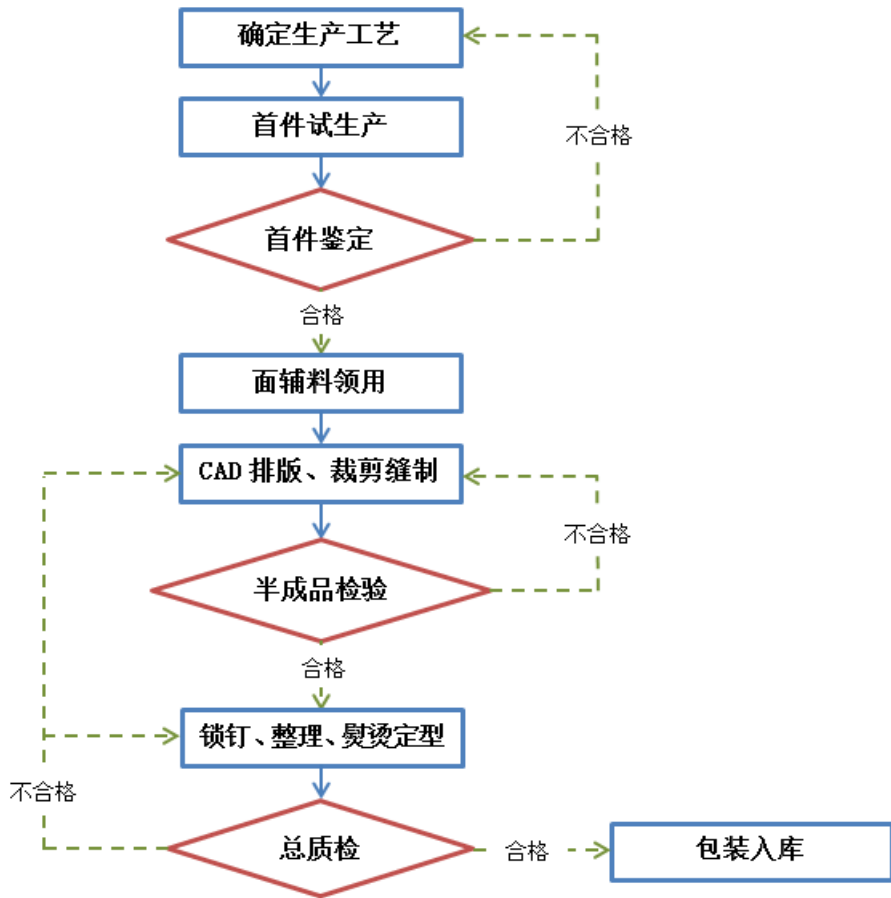 确定生产工艺
首件试生产
不合格
首件鉴定
合格
面辅料领用
CAD 排版、裁剪缝制
不合格
半成品检验
合格
锁钉、整理、熨烫定型
不合格
总质检
合格
包装入库